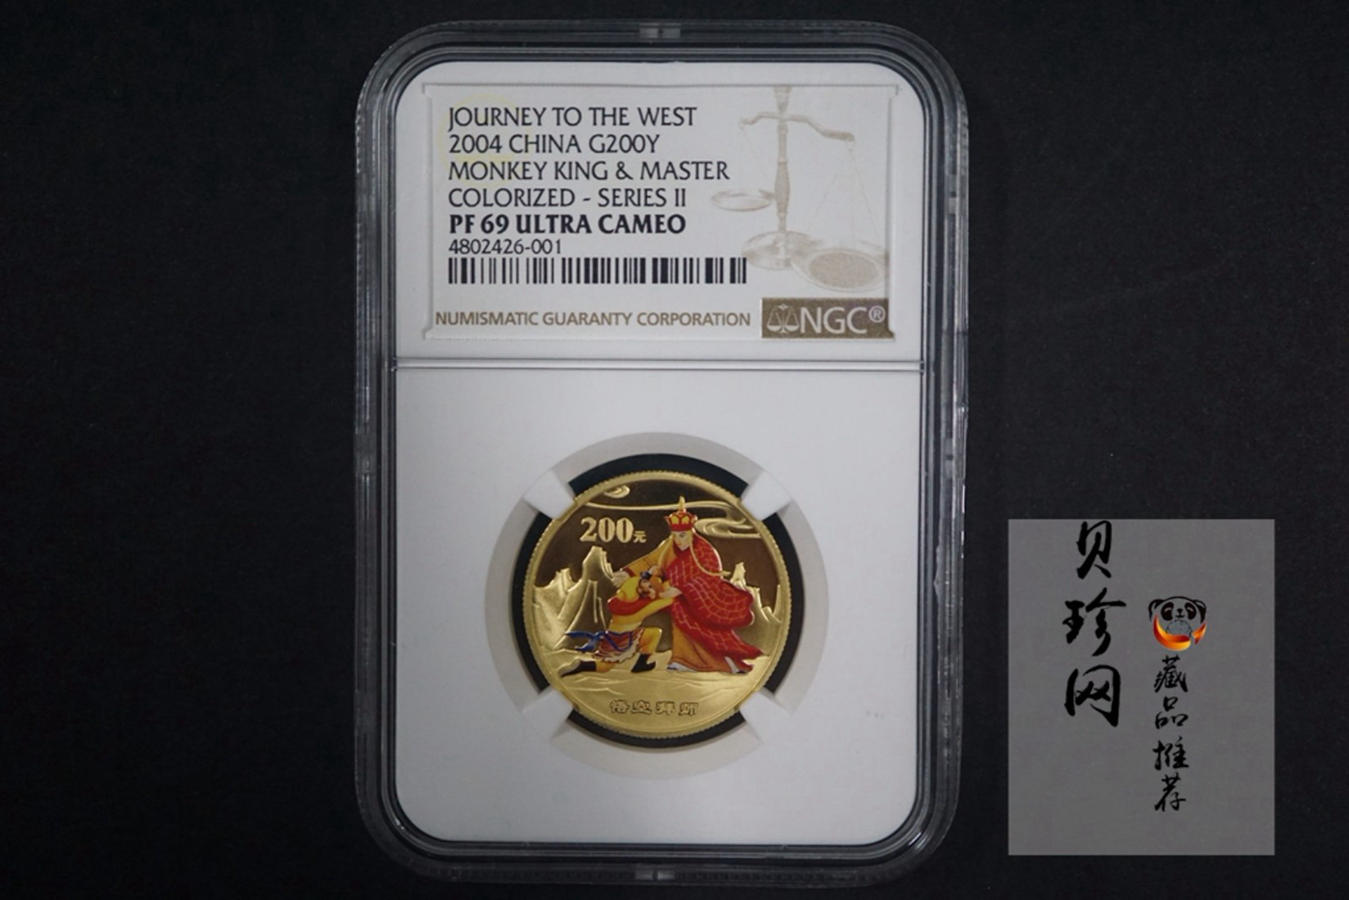 JOURNEY TO THE WEST
2004 CHINA G200Y
MONKEY KING & MASTER
COLORIZED - SERIES II
PF 69 ULTRA CAMEO
4802426-001
NUMISMATIC GUARANTY CORPORATION
NGC®
200元
悟空拜师
贝珍网
藏品推荐